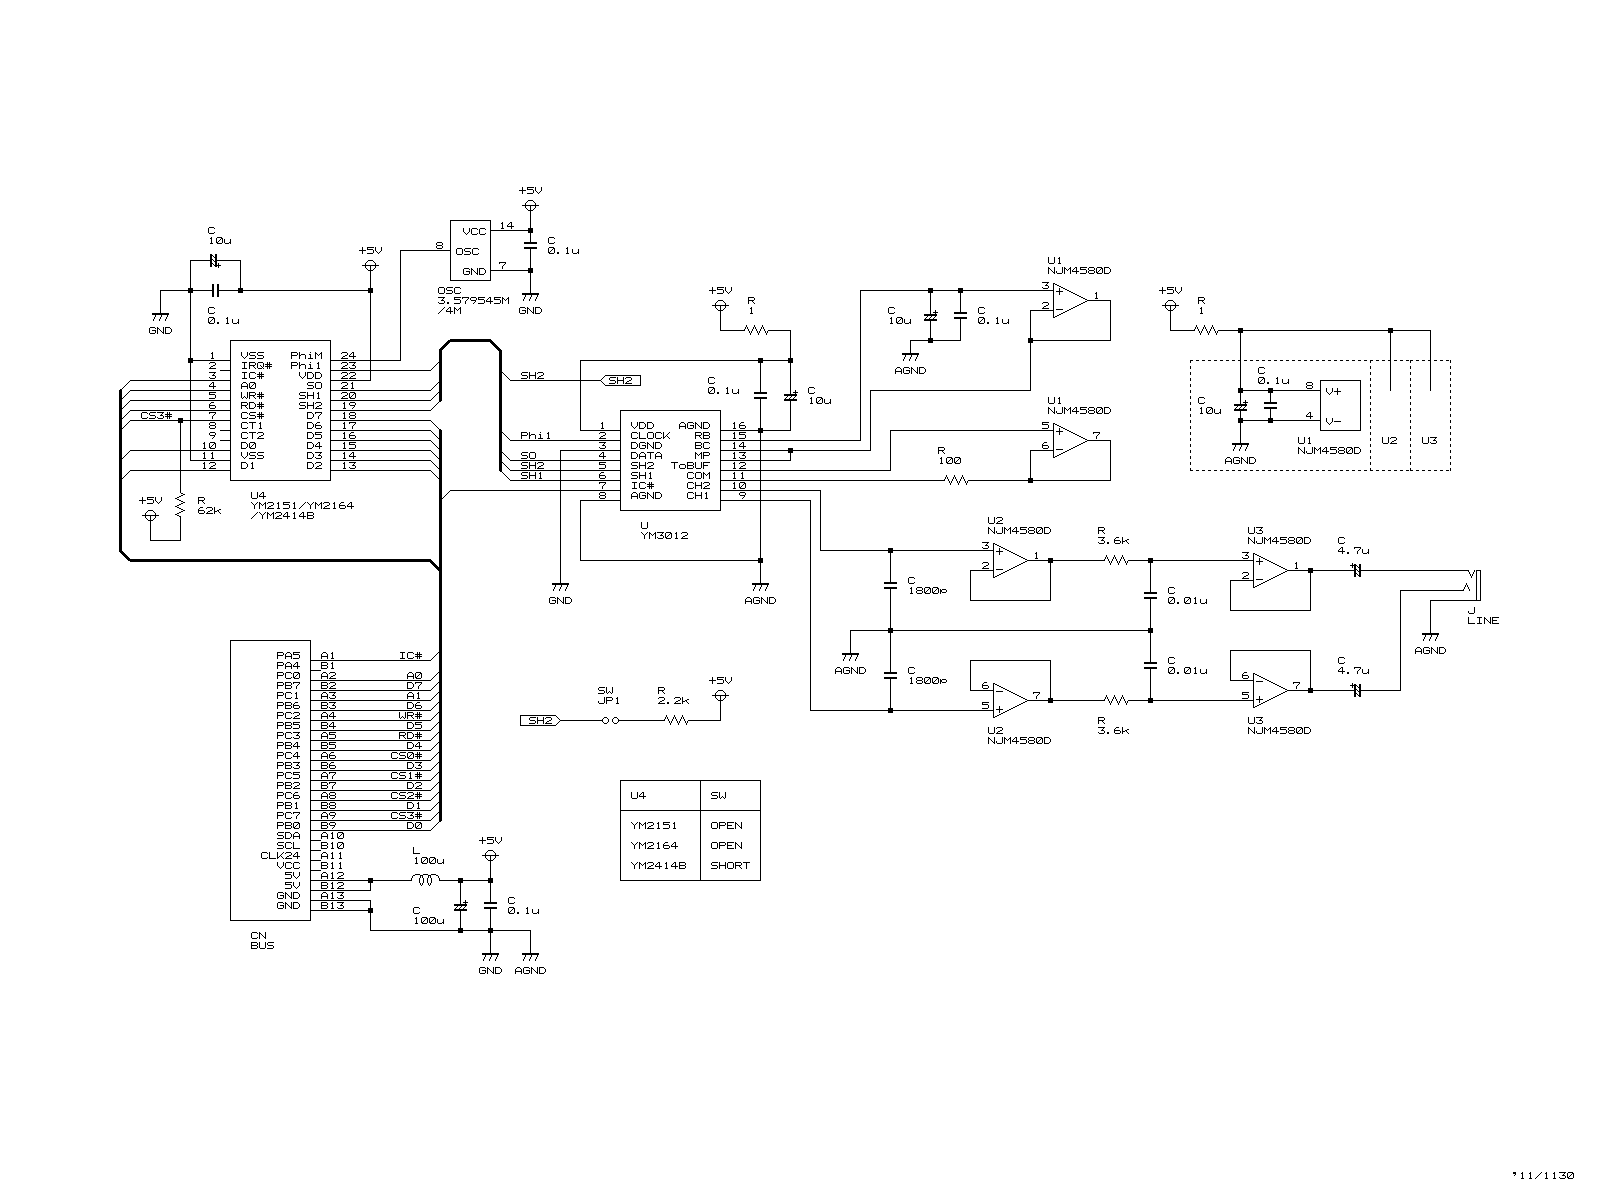 +5V
C
10u
C
0.1u
GND
+5V
8
VCC 14
OSC
GND 7
OSC
3.579545M
/4M
C
0.1u
GND
1 VSS PhiM 24
2 IRQ# Phi1 23
3 IC# VDD 22
4 A0 SO 21
5 WR# SH1 20
6 RD# SH2 19
CS3# 7 CS# D7 18
8 CT1 D6 17
9 CT2 D5 16
10 D0 D4 15
11 VSS D3 14
12 D1 D2 13
U4
YM2151/YM2164
/YM2414B
+5V
R
62k
SH2
SH2
Phi1
SO
SH2
SH1
+5V
R
1
C
0.1u
C
10u
1 VDD AGND 16
2 CLOCK RB 15
3 DGND BC 14
4 DATA MP 13
5 SH2 ToBUF 12
6 SH1 COM 11
7 IC# CH2 10
8 AGND CH1 9
U
YM3012
GND
AGND
C
10u
C
0.1u
AGND
U1
NJM4580D
3
2
1
U1
NJM4580D
5
6
7
R
100
+5V
R
1
C
10u
C
0.1u
8 V+
4 V-
AGND
U1
NJM4580D
U2
U3
U2
NJM4580D
3
2
1
R
3.6k
U3
NJM4580D
3
2
1
C
4.7u
C
1800p
C
0.01u
AGND
J
LINE
AGND
C
1800p
C
0.01u
6
5
7
U2
NJM4580D
R
3.6k
6
5
7
U3
NJM4580D
C
4.7u
SH2
SW
JP1
R
2.2k
+5V
PA5 A1 IC#
PA4 B1
PC0 A2 A0
PB7 B2 D7
PC1 A3 A1
PB6 B3 D6
PC2 A4 WR#
PB5 B4 D5
PC3 A5 RD#
PB4 B5 D4
PC4 A6 CS0#
PB3 B6 D3
PC5 A7 CS1#
PB2 B7 D2
PC6 A8 CS2#
PB1 B8 D1
PC7 A9 CS3#
PB0 B9 D0
SDA A10
SCL B10
CLK24 A11
VCC B11
5V A12
5V B12
GND A13
GND B13
CN
BUS
L
100u
+5V
C
100u
C
0.1u
GND
AGND
U4 SW
YM2151 OPEN
YM2164 OPEN
YM2414B SHORT
'11/1130